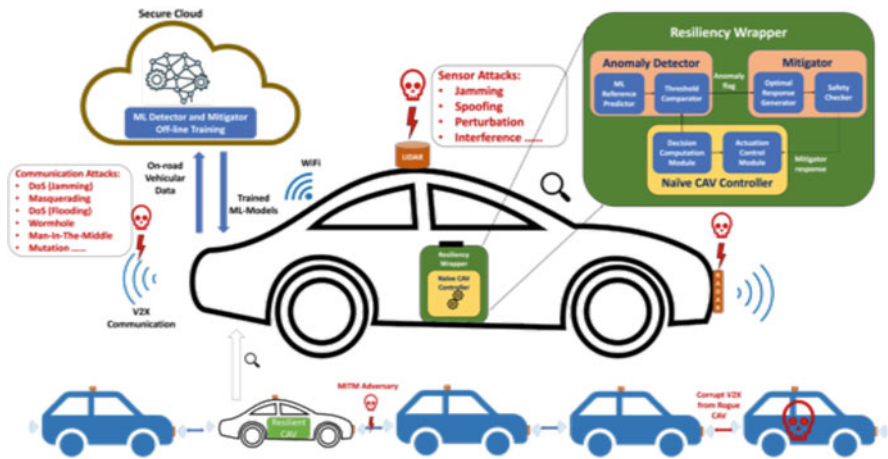 Secure Cloud
ML Detector and Mitigator
Off-line Training
Sensor Attacks:
• Jamming
• Spoofing
• Perturbation
• Interference ......
LIDAR
WiFi
On-road
Vehicular
Data
Trained
ML-Models
Communication Attacks:
• DoS (Jamming)
• Masquerading
• DoS (Flooding)
• Wormhole
• Man-In-The-Middle
• Mutation ......
V2X
Communication
Resiliency Wrapper
Anomaly Detector
ML
Reference
Predictor
Threshold
Comparator
Anomaly
flag
Mitigator
Optimal
Response
Generator
Safety
Checker
Decision
Computation
Module
Actuation
Control
Module
Mitigator
response
Naïve CAV Controller
Resiliency
Wrapper
Naïve CAV
Controller
RADAR
MITM Adversary
Resilient
CAV
Corrupt V2X
from Rogue
CAV